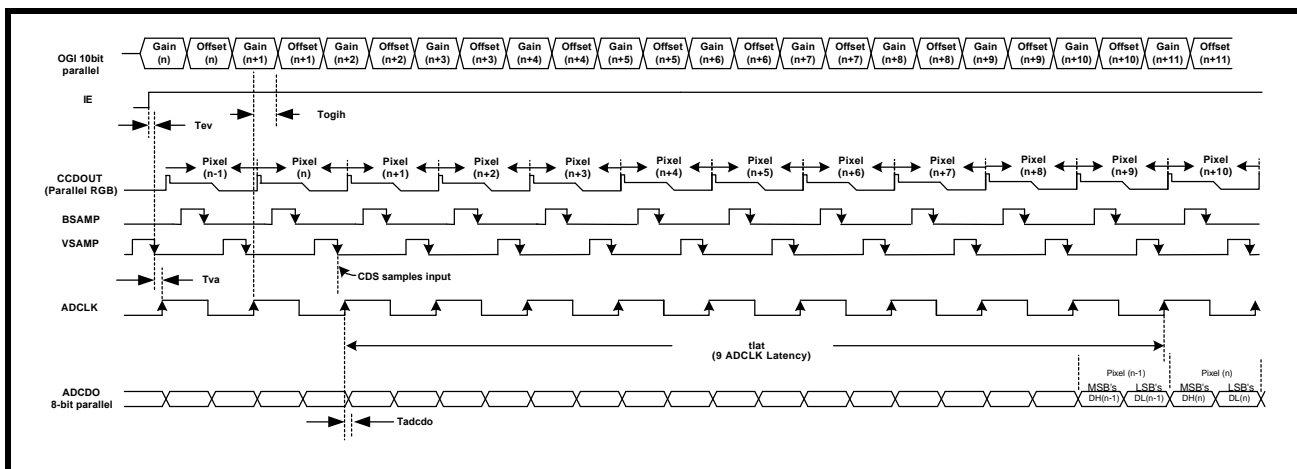 OGI 10bit
parallel
Gain
(n)
Offset
(n)
Gain
(n+1)
Offset
(n+1)
Gain
(n+2)
Offset
(n+2)
Gain
(n+3)
Offset
(n+3)
Gain
(n+4)
Offset
(n+4)
Gain
(n+5)
Offset
(n+5)
Gain
(n+6)
Offset
(n+6)
Gain
(n+7)
Offset
(n+7)
Gain
(n+8)
Offset
(n+8)
Gain
(n+9)
Offset
(n+9)
Gain
(n+10)
Offset
(n+10)
Gain
(n+11)
Offset
(n+11)
IE
Tev
Togih
CCDOUT
(Parallel RGB)
Pixel
(n-1)
Pixel
(n)
Pixel
(n+1)
Pixel
(n+2)
Pixel
(n+3)
Pixel
(n+4)
Pixel
(n+5)
Pixel
(n+6)
Pixel
(n+7)
Pixel
(n+8)
Pixel
(n+9)
Pixel
(n+10)
BSAMP
VSAMP
Tva
CDS samples input
ADCLK
tlat
(9 ADCLK Latency)
ADCDO
8-bit parallel
Pixel (n-1)
Pixel (n)
MSB's
DH(n-1)
LSB's
DL(n-1)
MSB's
DH(n)
LSB's
DL(n)
Tadcdo